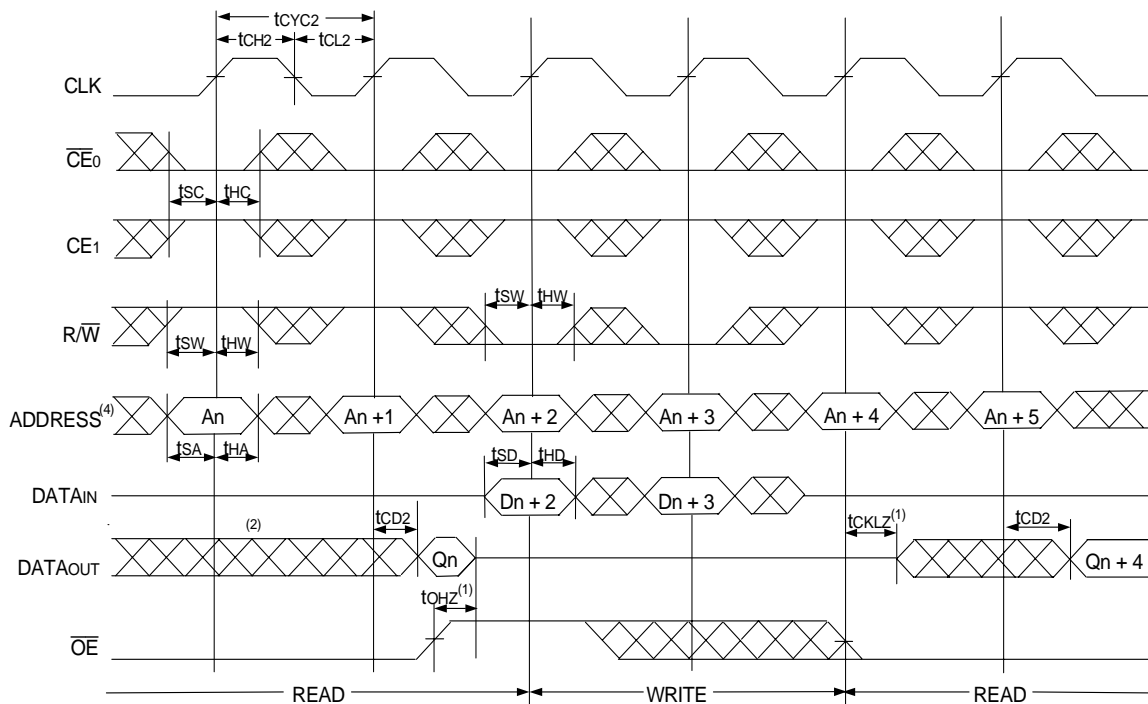 tCYC2
tCH2 tCL2
CLK
CE0
tSC tHC
CE1
tSW tHW
R/W
tSW tHW
ADDRESS(4) An An +1 An + 2 An + 3 An + 4 An + 5
tSA tHA
tSD tHD
DATAIN Dn + 2 Dn + 3
(2) tCD2 tCKLZ(1) tCD2
DATAOUT Qn Qn + 4
tOHZ(1)
OE
READ WRITE READ